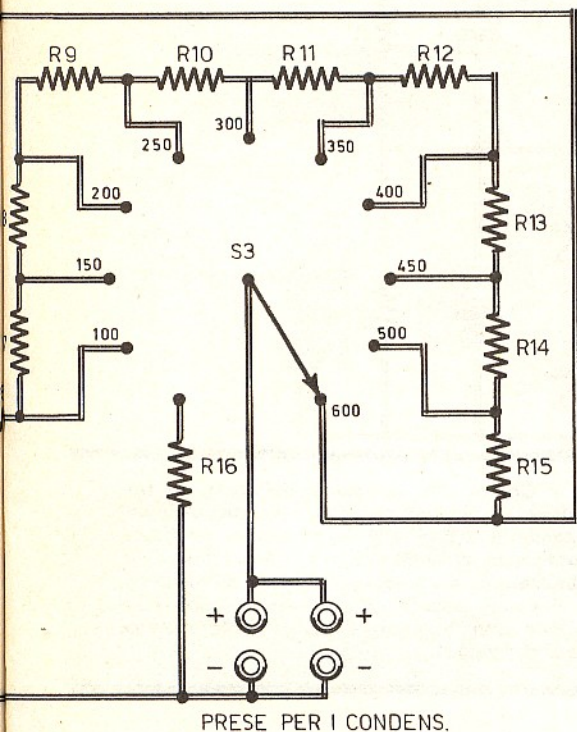 R9 R10 R11 R12
300
250 350
200 400
R13
S3
150 450
100 500
R14
600
R16 R15
+ +
- -
PRESE PER I CONDENS.